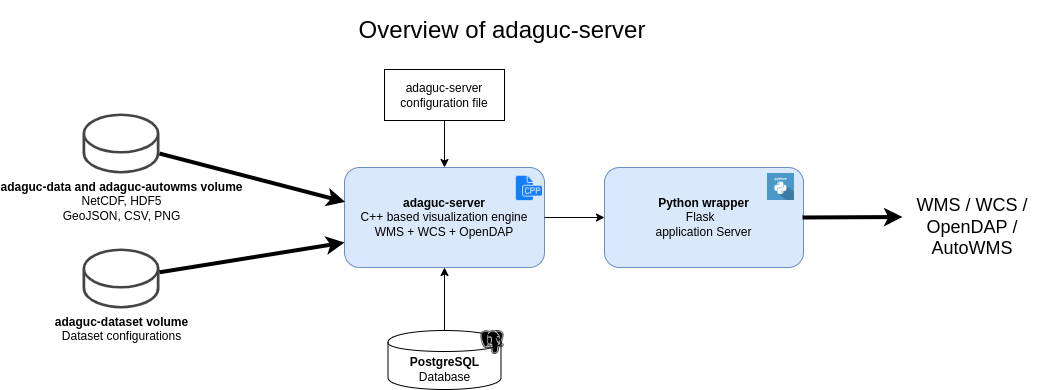 Overview of adaguc-server
adaguc-server
configuration file
adaguc-data and adaguc-autowms volume
NetCDF, HDF5
GeoJSON, CSV, PNG
CPP
adaguc-server
C++ based visualization engine
WMS + WCS + OpenDAP
python
Python wrapper
Flask
application Server
WMS / WCS /
OpenDAP /
AutoWMS
adaguc-dataset volume
Dataset configurations
PostgreSQL
Database